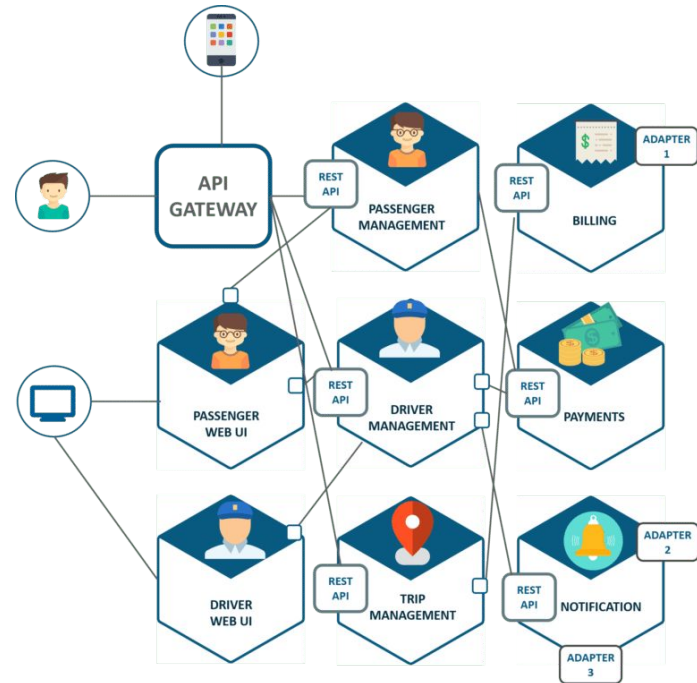 API
GATEWAY
REST
API
PASSENGER
MANAGEMENT
REST
API
BILLING
ADAPTER
1
PASSENGER
WEB UI
REST
API
DRIVER
MANAGEMENT
REST
API
PAYMENTS
DRIVER
WEB UI
REST
API
TRIP
MANAGEMENT
REST
API
NOTIFICATION
ADAPTER
2
ADAPTER
3